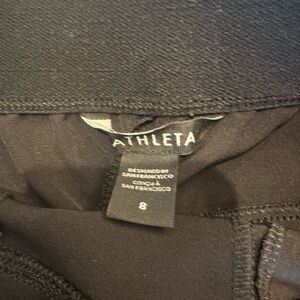 ATHLETA
DESIGNED IN
SAN FRANCISCO
CONÇU À
SAN FRANCISCO
8